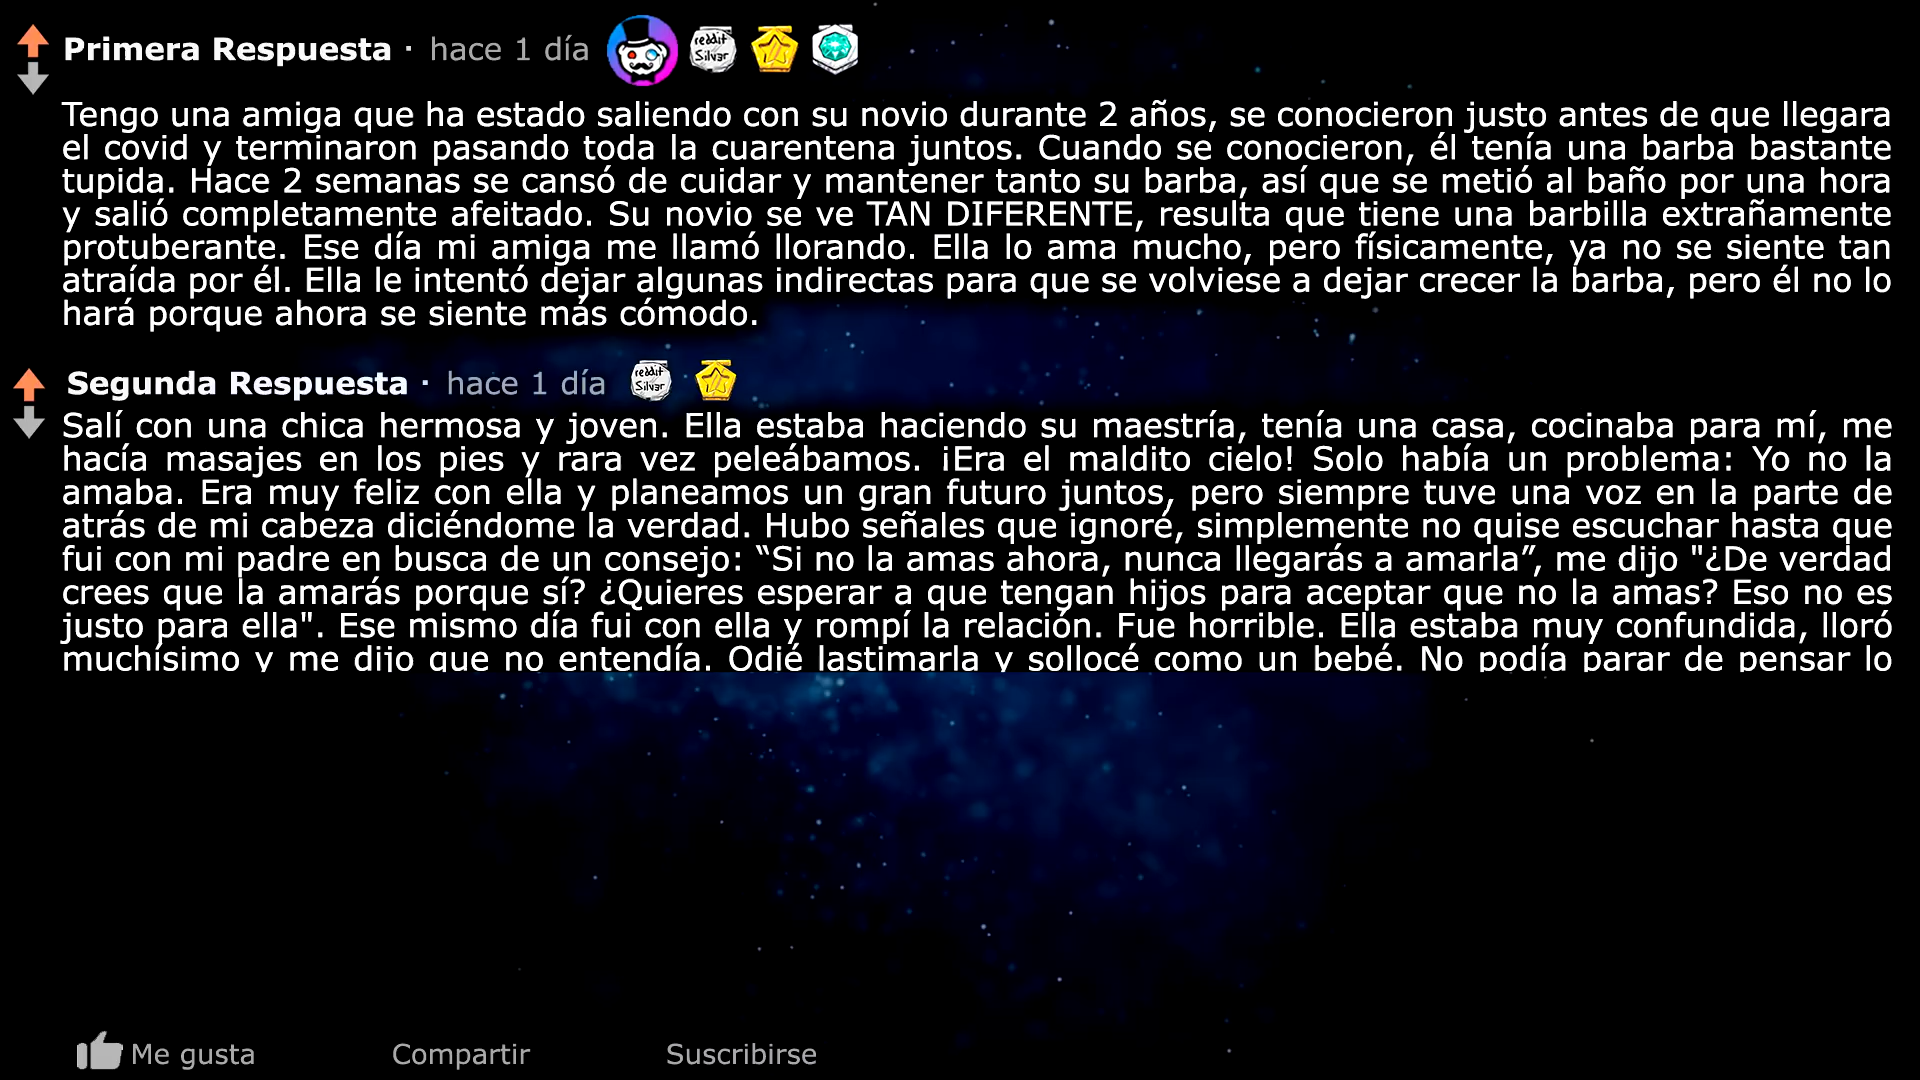 Primera Respuesta · hace 1 día reddit Silvər
Tengo una amiga que ha estado saliendo con su novio durante 2 años, se conocieron justo antes de que llegara
el covid y terminaron pasando toda la cuarentena juntos. Cuando se conocieron, él tenía una barba bastante
tupida. Hace 2 semanas se cansó de cuidar y mantener tanto su barba, así que se metió al baño por una hora
y salió completamente afeitado. Su novio se ve TAN DIFERENTE, resulta que tiene una barbilla extrañamente
protuberante. Ese día mi amiga me llamó llorando. Ella lo ama mucho, pero físicamente, ya no se siente tan
atraída por él. Ella le intentó dejar algunas indirectas para que se volviese a dejar crecer la barba, pero él no lo
hará porque ahora se siente más cómodo.
Segunda Respuesta · hace 1 día reddit Silvər
Salí con una chica hermosa y joven. Ella estaba haciendo su maestría, tenía una casa, cocinaba para mí, me
hacía masajes en los pies y rara vez peleábamos. ¡Era el maldito cielo! Solo había un problema: Yo no la
amaba. Era muy feliz con ella y planeamos un gran futuro juntos, pero siempre tuve una voz en la parte de
atrás de mi cabeza diciéndome la verdad. Hubo señales que ignoré, simplemente no quise escuchar hasta que
fui con mi padre en busca de un consejo: “Si no la amas ahora, nunca llegarás a amarla”, me dijo "¿De verdad
crees que la amarás porque sí? ¿Quieres esperar a que tengan hijos para aceptar que no la amas? Eso no es
justo para ella". Ese mismo día fui con ella y rompí la relación. Fue horrible. Ella estaba muy confundida, lloró
muchísimo y me dijo que no entendía. Odié lastimarla y sollocé como un bebé. No podía parar de pensar lo
Me gusta Compartir Suscribirse